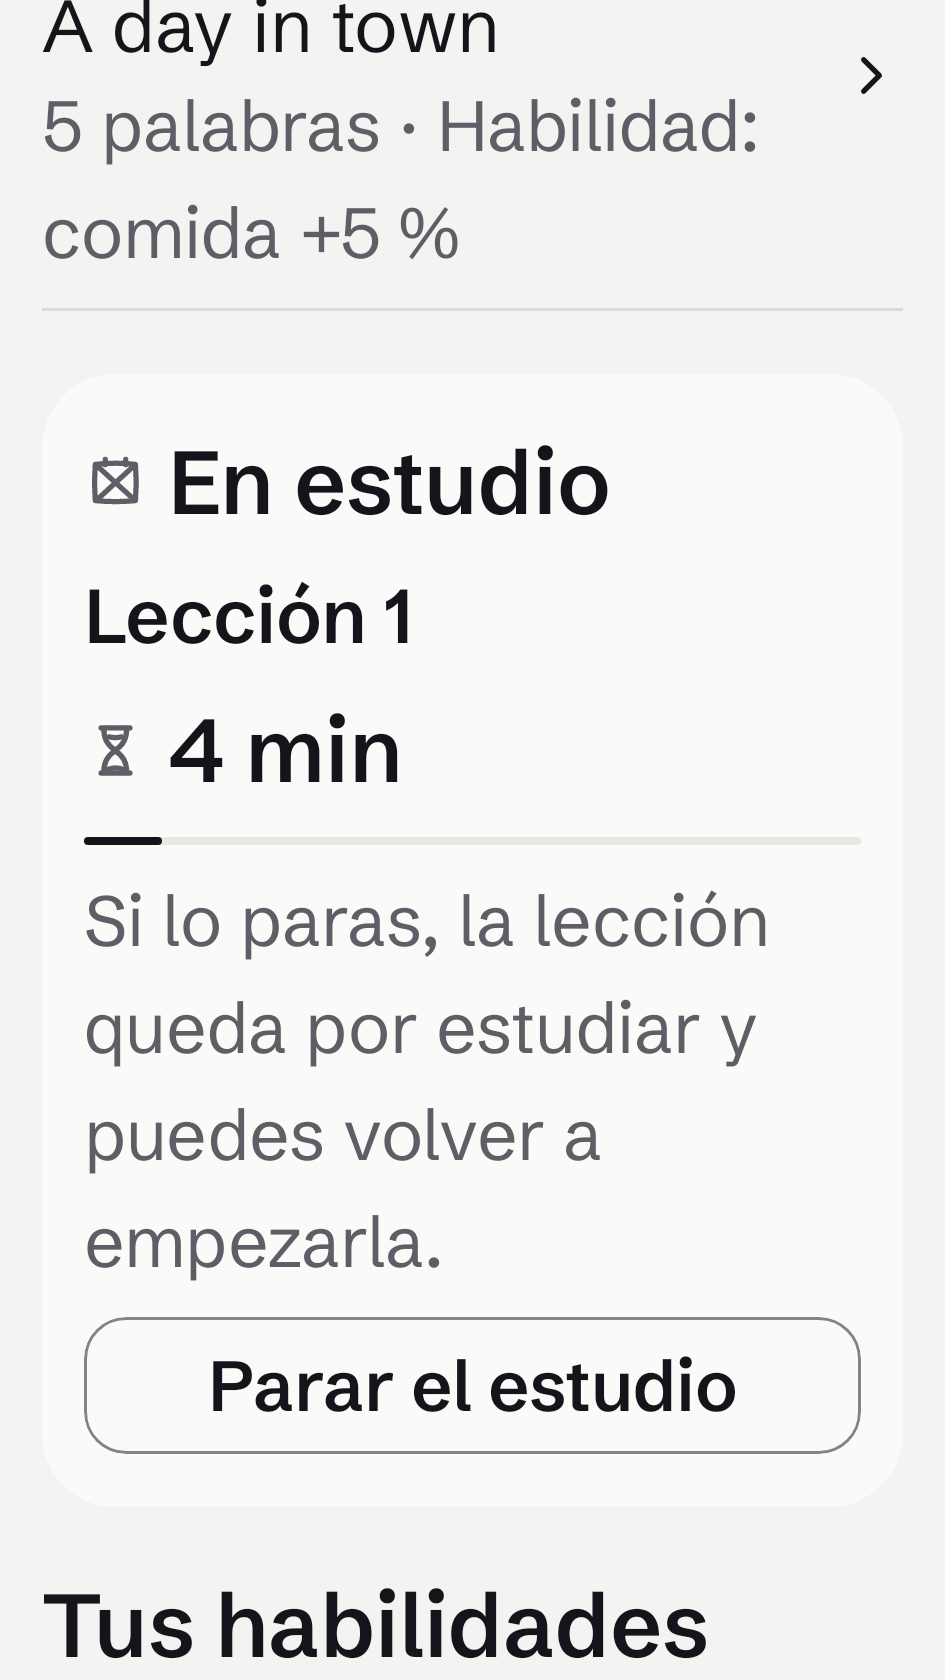 A day in town
5 palabras · Habilidad:
comida +5 %
En estudio
Lección 1
4 min
Si lo paras, la lección
queda por estudiar y
puedes volver a
empezarla.
Parar el estudio
Tus habilidades